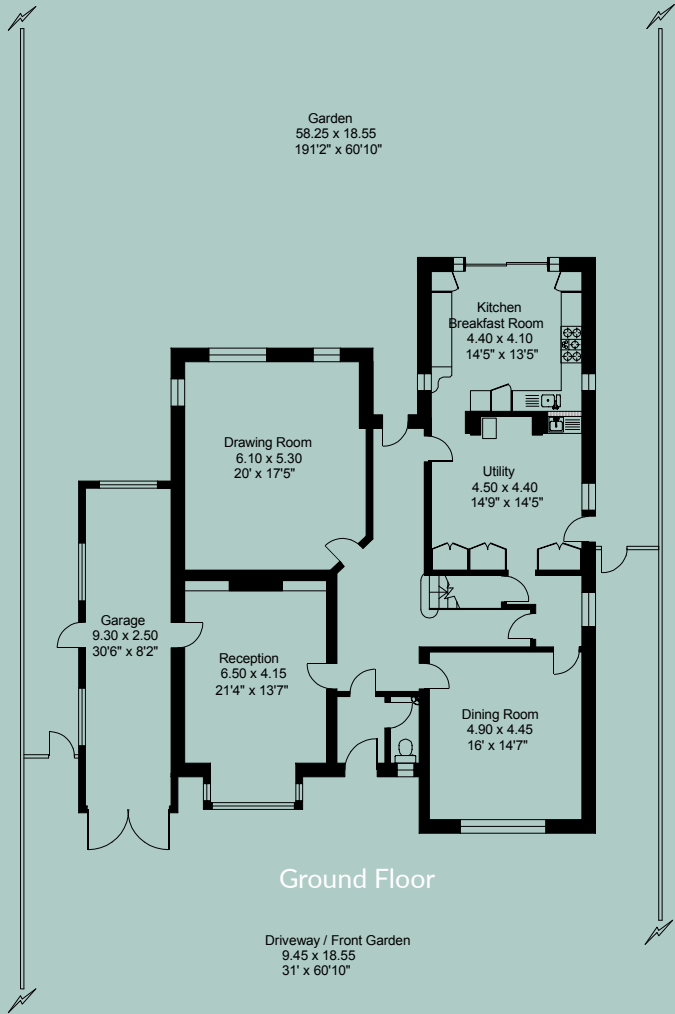 Garden
58.25 x 18.55
191'2" x 60'10"
Kitchen
Breakfast Room
4.40 x 4.10
14'5" x 13'5"
Drawing Room
6.10 x 5.30
20' x 17'5"
Utility
4.50 x 4.40
14'9" x 14'5"
Garage
9.30 x 2.50
30'6" x 8'2"
Reception
6.50 x 4.15
21'4" x 13'7"
Dining Room
4.90 x 4.45
16' x 14'7"
Ground Floor
Driveway / Front Garden
9.45 x 18.55
31' x 60'10"